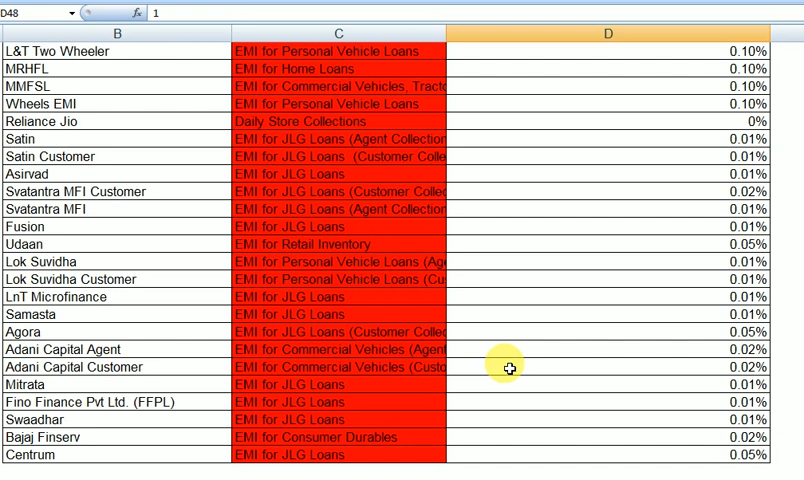 D48 fx 1
B C D
L&T Two Wheeler EMI for Personal Vehicle Loans 0.10%
MRHFL EMI for Home Loans 0.10%
MMFSL EMI for Commercial Vehicles, Tracto 0.10%
Wheels EMI EMI for Personal Vehicle Loans 0.10%
Reliance Jio Daily Store Collections 0%
Satin EMI for JLG Loans (Agent Collection 0.01%
Satin Customer EMI for JLG Loans (Customer Colle 0.01%
Asirvad EMI for JLG Loans 0.01%
Svatantra MFI Customer EMI for JLG Loans (Customer Collec 0.02%
Svatantra MFI EMI for JLG Loans (Agent Collection 0.01%
Fusion EMI for JLG Loans 0.01%
Udaan EMI for Retail Inventory 0.05%
Lok Suvidha EMI for Personal Vehicle Loans (Age 0.01%
Lok Suvidha Customer EMI for Personal Vehicle Loans (Cus 0.01%
LnT Microfinance EMI for JLG Loans 0.01%
Samasta EMI for JLG Loans 0.01%
Agora EMI for JLG Loans (Customer Collec 0.05%
Adani Capital Agent EMI for Commercial Vehicles (Agent 0.02%
Adani Capital Customer EMI for Commercial Vehicles (Custo 0.02%
Mitrata EMI for JLG Loans 0.01%
Fino Finance Pvt Ltd. (FFPL) EMI for JLG Loans 0.01%
Swaadhar EMI for JLG Loans 0.01%
Bajaj Finserv EMI for Consumer Durables 0.02%
Centrum EMI for JLG Loans 0.05%